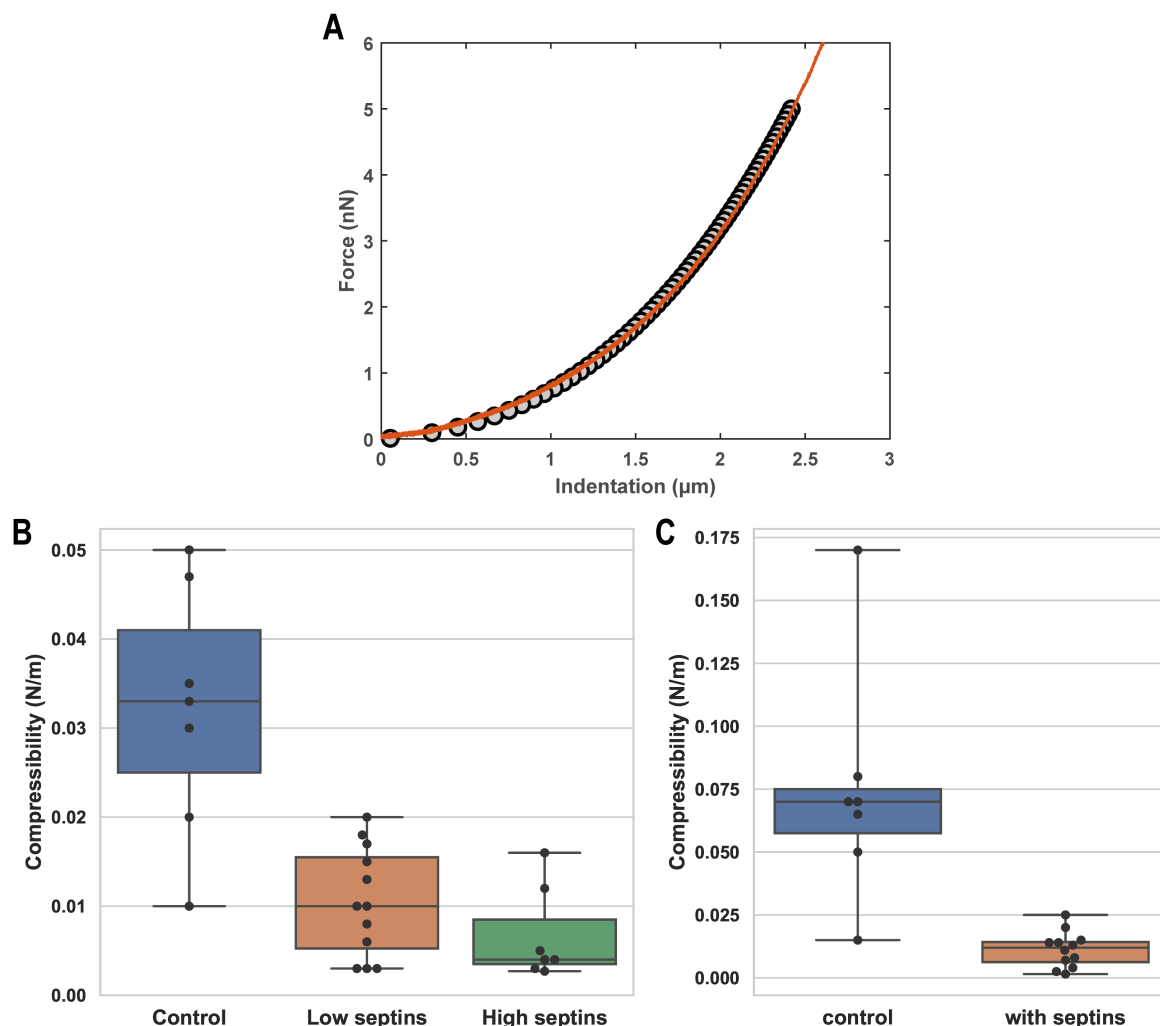 A
6
5
4
3
2
1
0
Force (nN)
0 0.5 1 1.5 2 2.5 3
Indentation (µm)
B
0.05
0.04
0.03
0.02
0.01
0.00
Compressibility (N/m)
Control Low septins High septins
C
0.175
0.150
0.125
0.100
0.075
0.050
0.025
0.000
Compressibility (N/m)
control with septins